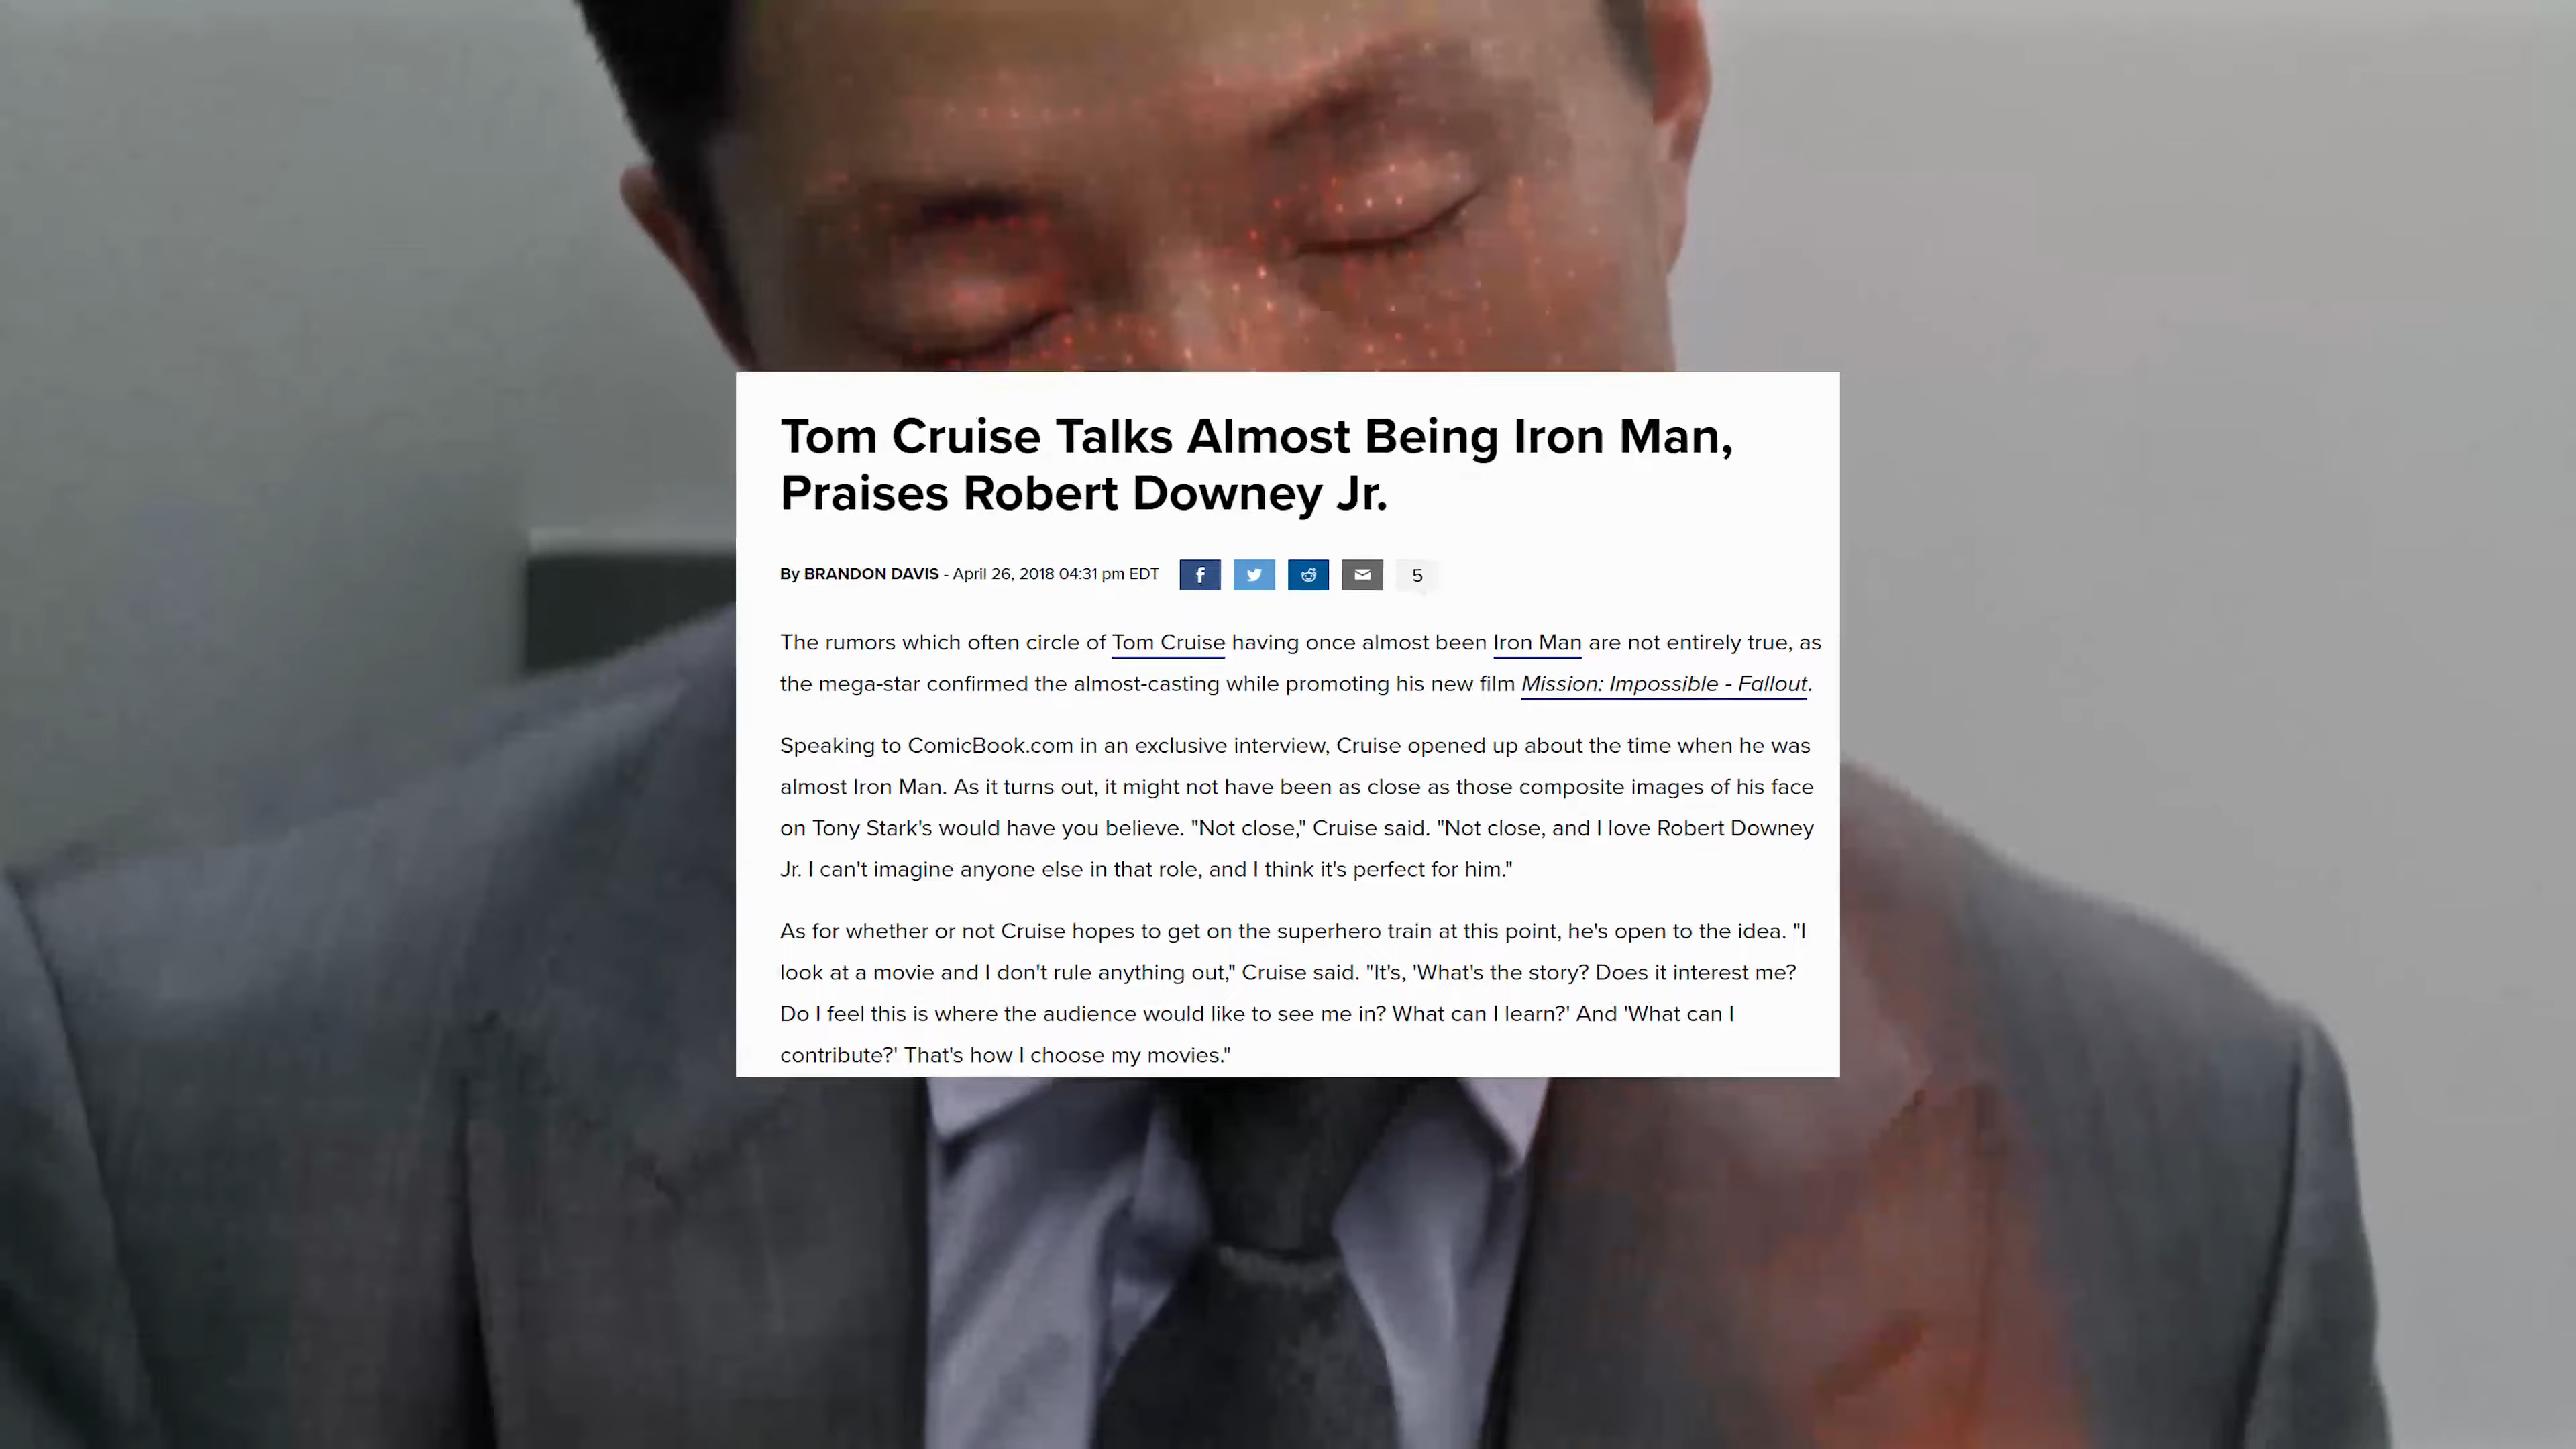 Tom Cruise Talks Almost Being Iron Man,
Praises Robert Downey Jr.
By BRANDON DAVIS - April 26, 2018 04:31 pm EDT f 5
The rumors which often circle of Tom Cruise having once almost been Iron Man are not entirely true, as
the mega-star confirmed the almost-casting while promoting his new film Mission: Impossible - Fallout.
Speaking to ComicBook.com in an exclusive interview, Cruise opened up about the time when he was
almost Iron Man. As it turns out, it might not have been as close as those composite images of his face
on Tony Stark's would have you believe. "Not close," Cruise said. "Not close, and I love Robert Downey
Jr. I can't imagine anyone else in that role, and I think it's perfect for him."
As for whether or not Cruise hopes to get on the superhero train at this point, he's open to the idea. "I
look at a movie and I don't rule anything out," Cruise said. "It's, 'What's the story? Does it interest me?
Do I feel this is where the audience would like to see me in? What can I learn?' And 'What can I
contribute?' That's how I choose my movies."